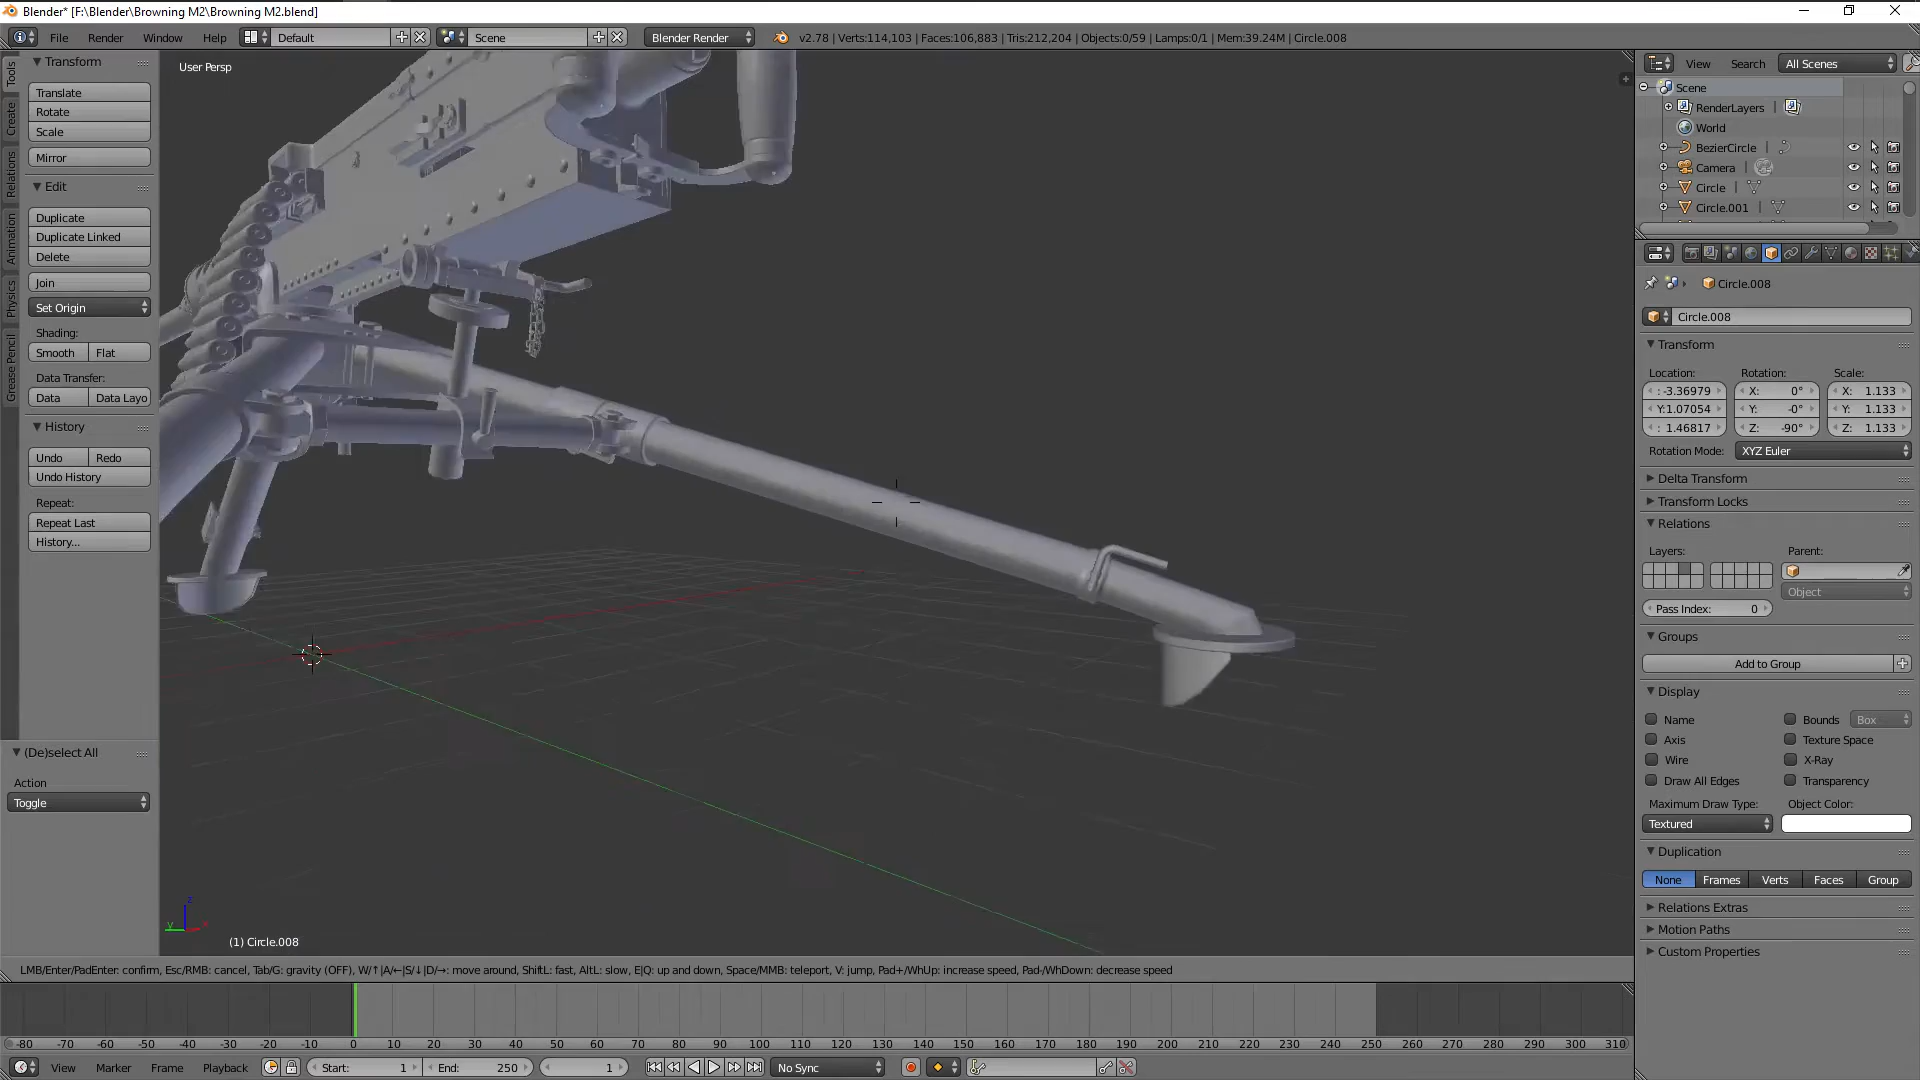 Blender* [F:\Blender\Browning M2\Browning M2.blend]
File Render Window Help Default Scene Blender Render v2.78 | Verts:114,103 | Faces:106,883 | Tris:212,204 | Objects:0/59 | Lamps:0/1 | Mem:39.24M | Circle.008
Tools
Create
Relations
Animation
Physics
Grease Pencil
Transform
Translate
Rotate
Scale
Mirror
Edit
Duplicate
Duplicate Linked
Delete
Join
Set Origin
Shading:
Smooth Flat
Data Transfer:
Data Data Layo
History
Undo Redo
Undo History
Repeat:
Repeat Last
History...
(De)select All
Action
Toggle
User Persp
z
y x
(1) Circle.008
LMB/Enter/PadEnter: confirm, Esc/RMB: cancel, Tab/G: gravity (OFF), W/↑|A/←|S/↓|D/→: move around, ShiftL: fast, AltL: slow, E|Q: up and down, Space/MMB: teleport, V: jump, Pad+/WhUp: increase speed, Pad-/WhDown: decrease speed
View Search All Scenes
Scene
RenderLayers
World
BezierCircle
Camera
Circle
Circle.001
Circle.008
Circle.008
Transform
Location: Rotation: Scale:
:-3.36979 X: 0° X: 1.133
Y:1.07054 Y: -0° Y: 1.133
: 1.46817 Z: -90° Z: 1.133
Rotation Mode: XYZ Euler
Delta Transform
Transform Locks
Relations
Layers: Parent:
Object
Pass Index: 0
Groups
Add to Group
Display
Name Bounds Box
Axis Texture Space
Wire X-Ray
Draw All Edges Transparency
Maximum Draw Type: Object Color:
Textured
Duplication
None Frames Verts Faces Group
Relations Extras
Motion Paths
Custom Properties
-80 -70 -60 -50 -40 -30 -20 -10 0 10 20 30 40 50 60 70 80 90 100 110 120 130 140 150 160 170 180 190 200 210 220 230 240 250 260 270 280 290 300 310
View Marker Frame Playback Start: 1 End: 250 1 No Sync